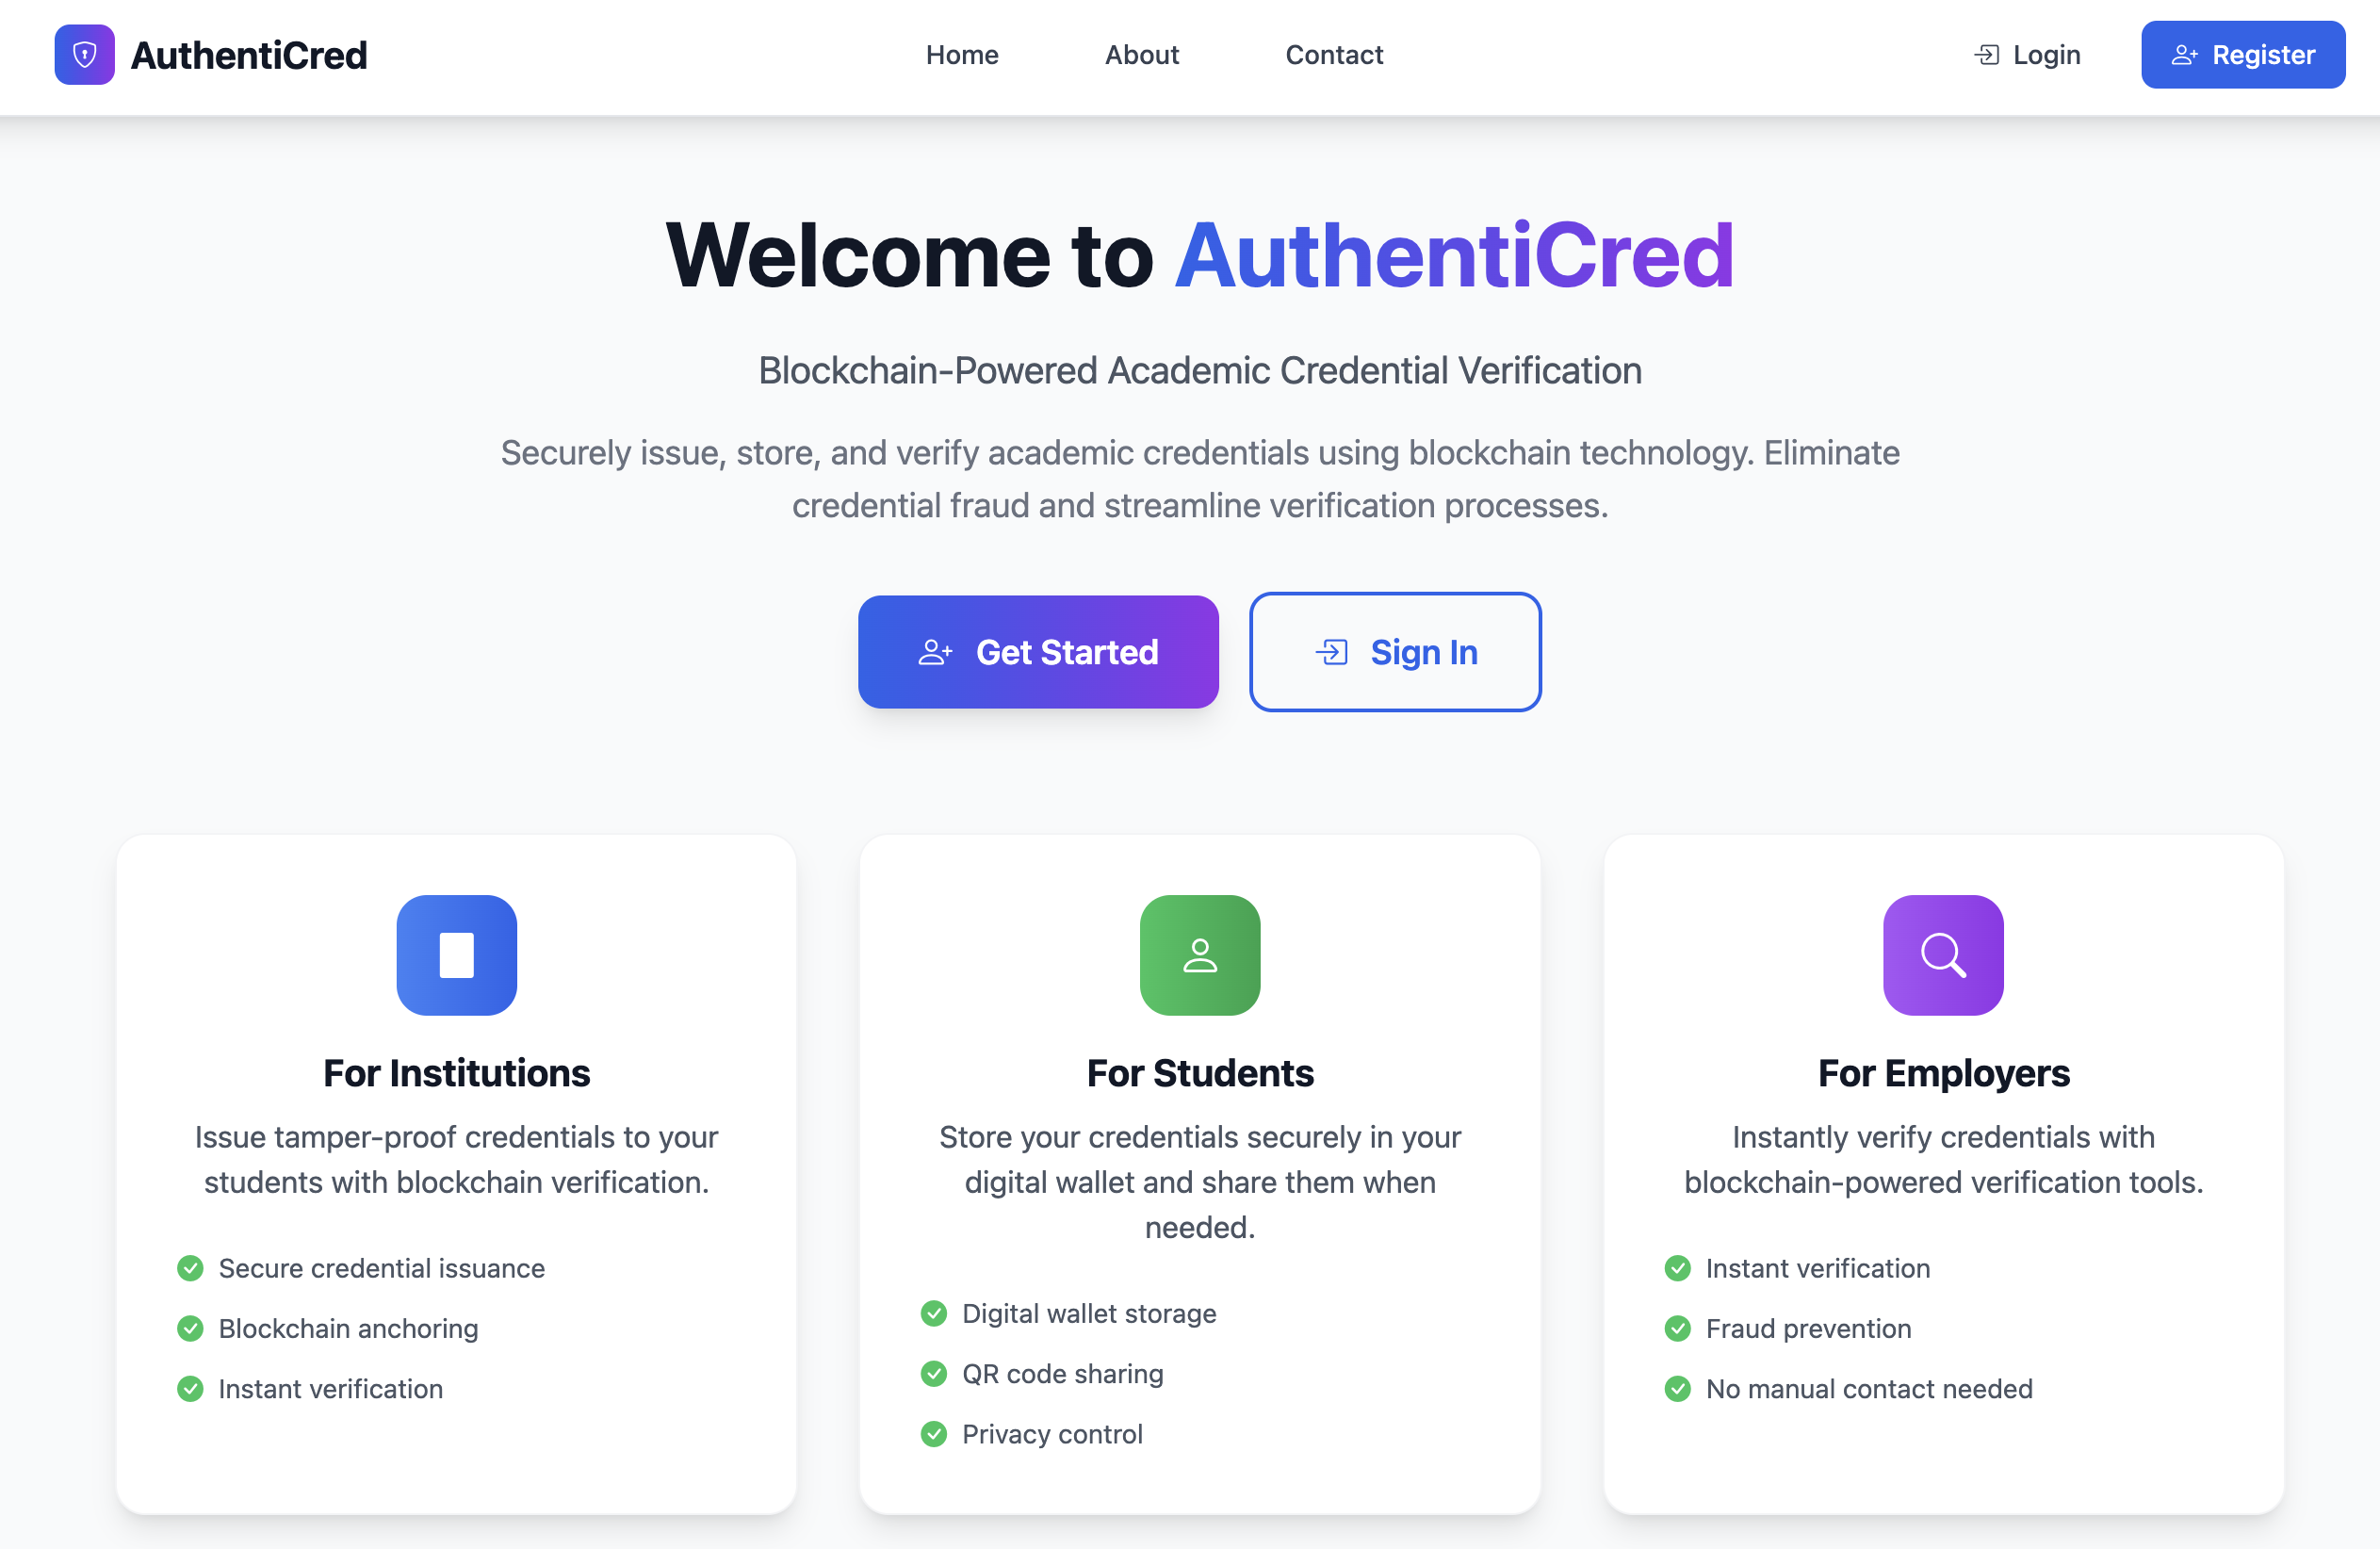 AuthentiCred
Home
About
Contact
Login
Register
Welcome to AuthentiCred
Blockchain-Powered Academic Credential Verification
Securely issue, store, and verify academic credentials using blockchain technology. Eliminate
credential fraud and streamline verification processes.
Get Started
Sign In
For Institutions
Issue tamper-proof credentials to your
students with blockchain verification.
Secure credential issuance
Blockchain anchoring
Instant verification
For Students
Store your credentials securely in your
digital wallet and share them when
needed.
Digital wallet storage
QR code sharing
Privacy control
For Employers
Instantly verify credentials with
blockchain-powered verification tools.
Instant verification
Fraud prevention
No manual contact needed